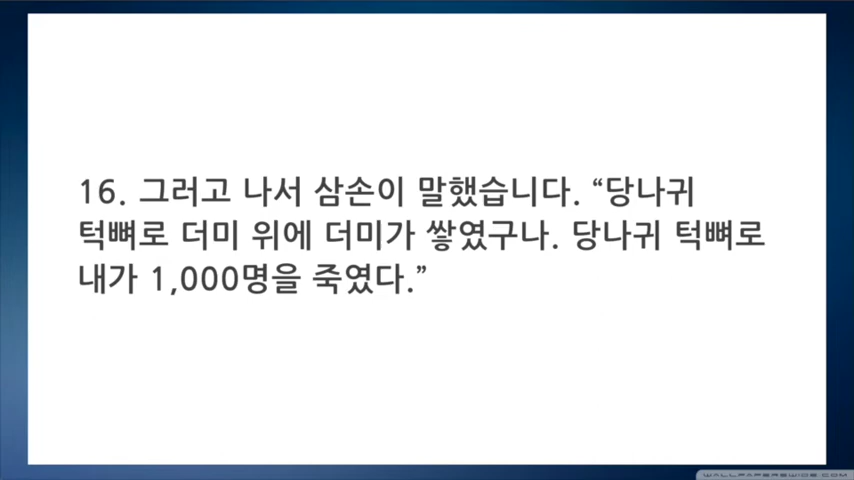 16. 그러고 나서 삼손이 말했습니다. “당나귀
턱뼈로 더미 위에 더미가 쌓였구나. 당나귀 턱뼈로
내가 1,000명을 죽였다.”